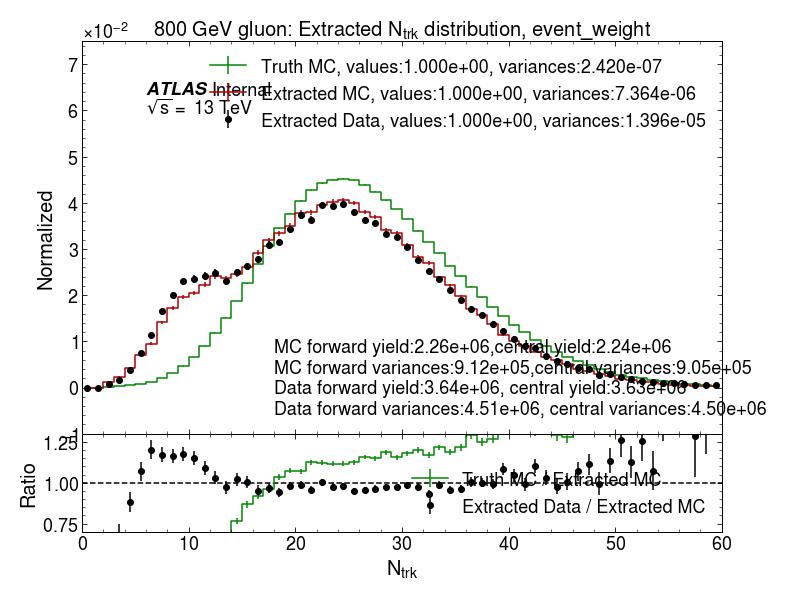 ×10⁻² 800 GeV gluon: Extracted N_trk distribution, event_weight
7
Truth MC, values:1.000e+00, variances:2.420e-07
ATLAS Internal
Extracted MC, values:1.000e+00, variances:7.364e-06
√s = 13 TeV
6
Extracted Data, values:1.000e+00, variances:1.396e-05
5
4
Normalized
3
2
1
MC forward yield:2.26e+06,central yield:2.24e+06
MC forward variances:9.12e+05,central variances:9.05e+05
0
Data forward yield:3.64e+06, central yield:3.63e+06
Data forward variances:4.51e+06, central variances:4.50e+06
1
1.25
Truth MC / Extracted MC
1.00
Ratio
Extracted Data / Extracted MC
0.75
0 10 20 30 40 50 60
N_trk